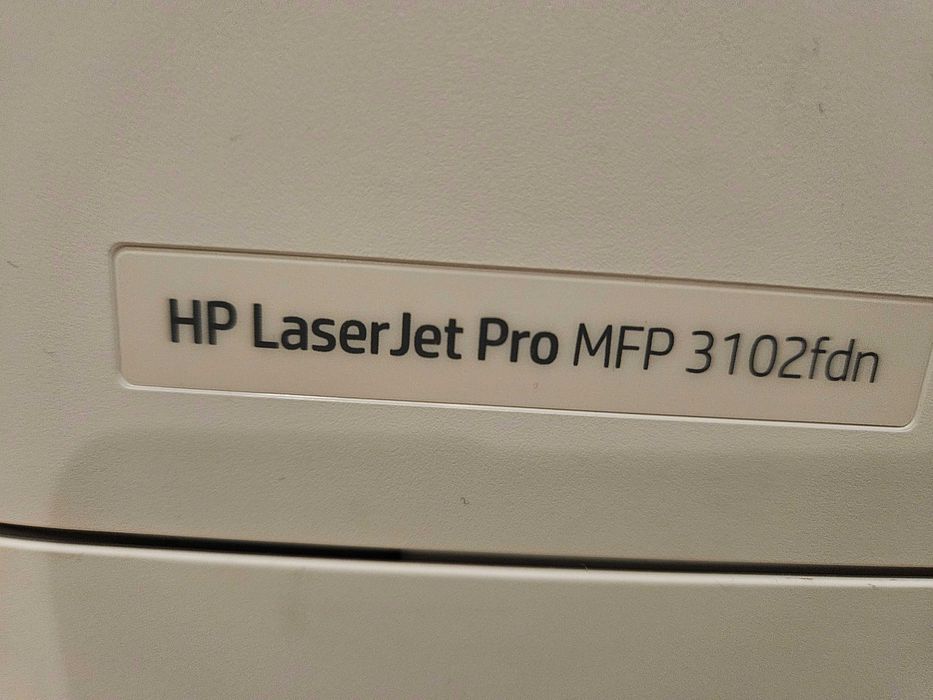 HP LaserJet Pro MFP 3102fdn